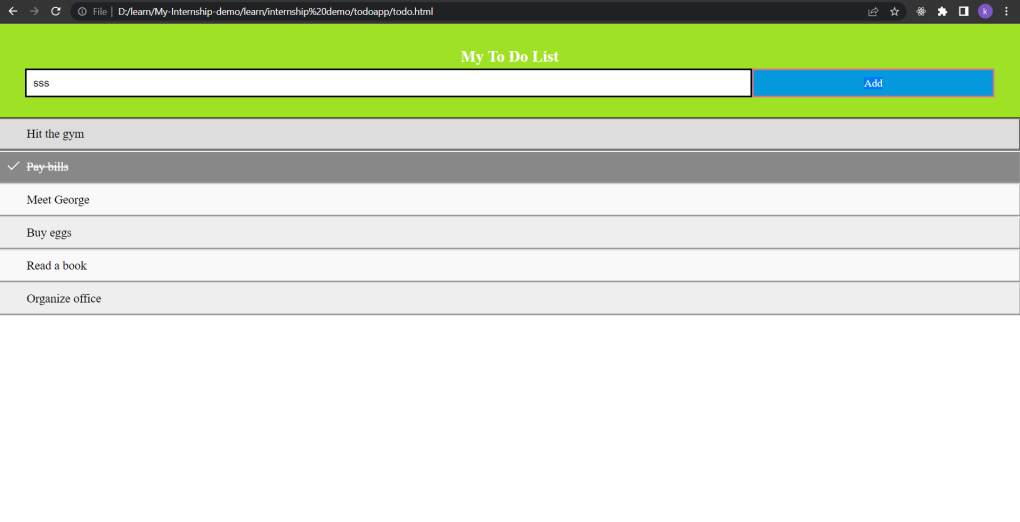 File | D:/learn/My-Internship-demo/learn/internship%20demo/todoapp/todo.html
k
My To Do List
sss Add
Hit the gym
Pay bills
Meet George
Buy eggs
Read a book
Organize office